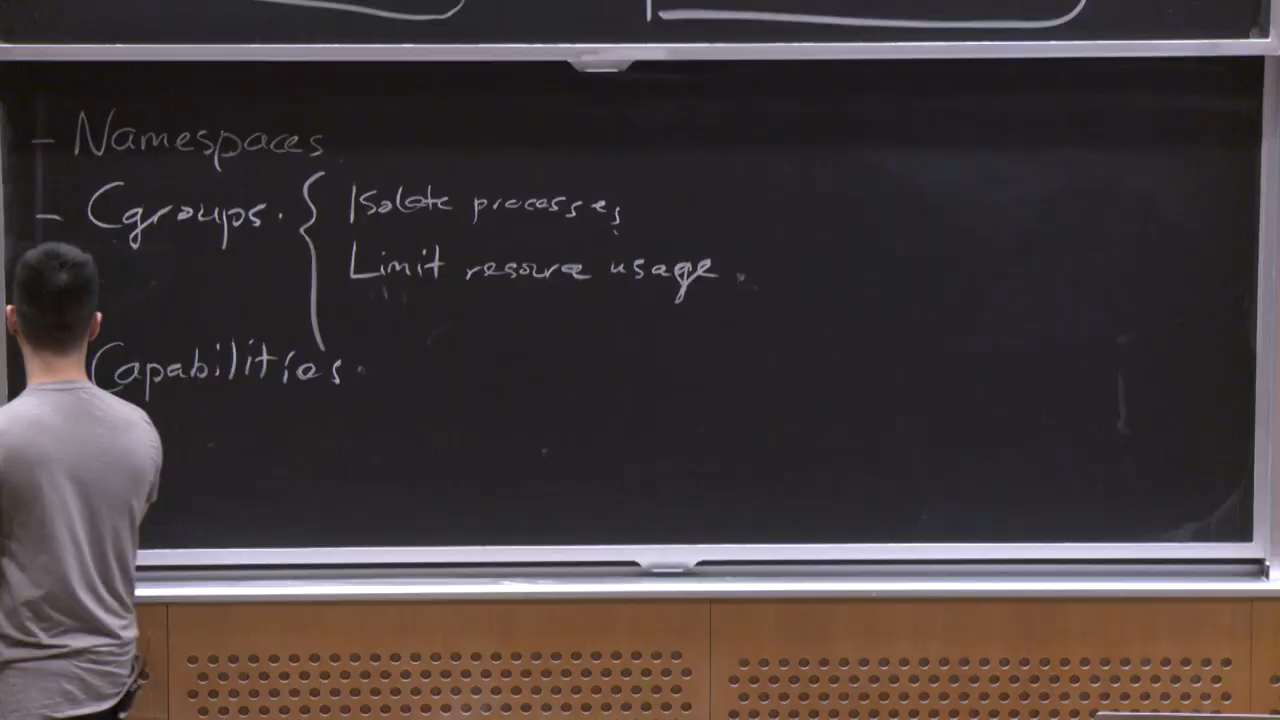 - Namespaces
- Cgroups. { Isolate processes
Limit resource usage.
Capabilities.